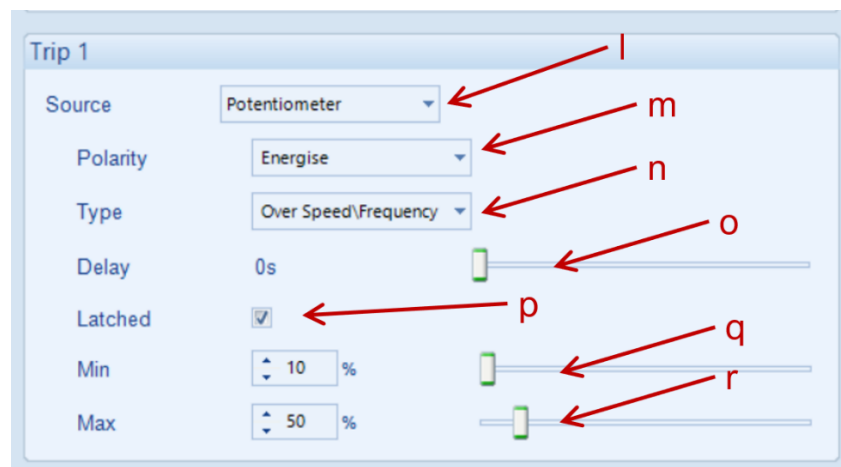 Trip 1
l
Source Potentiometer
m
Polarity Energise
n
Type Over Speed\Frequency
o
Delay 0s
Latched p
q
Min 10 %
r
Max 50 %